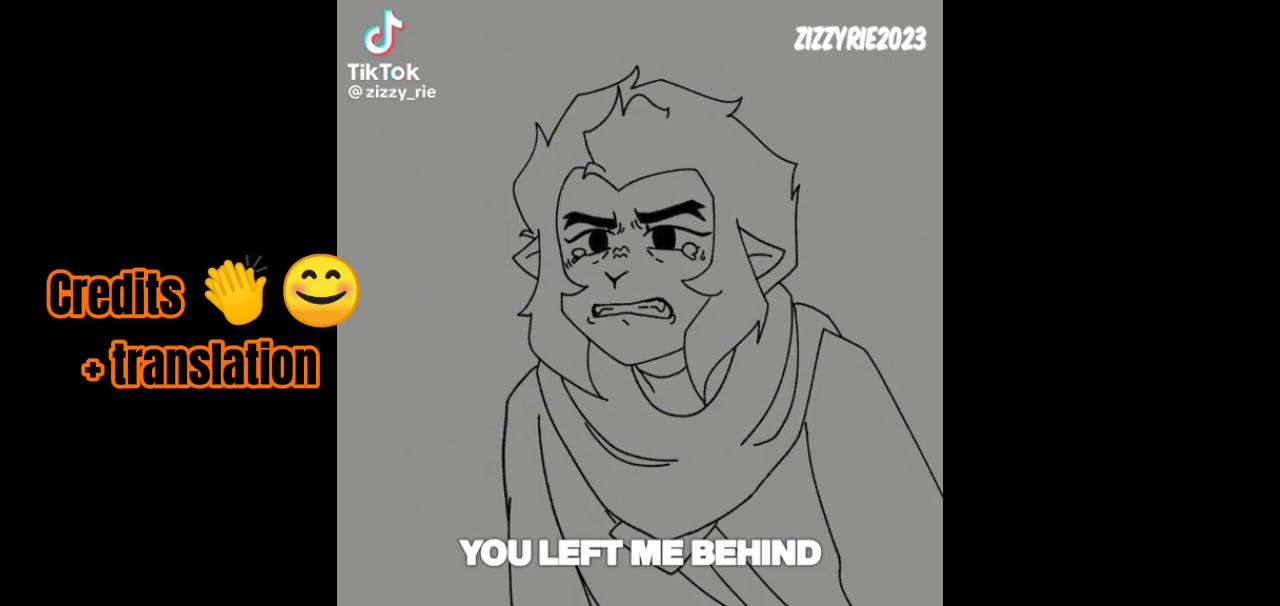 TikTok
@zizzy_rie
ZIZZYRIE2023
Credits 👏 😊
+ translation
YOU LEFT ME BEHIND